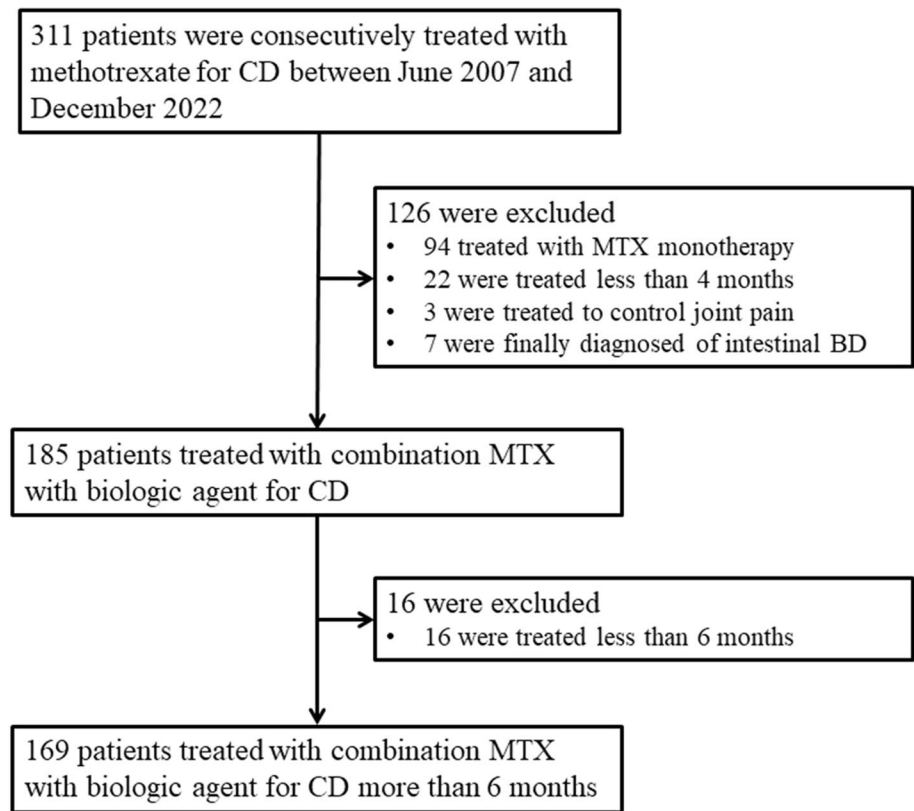 311 patients were consecutively treated with
methotrexate for CD between June 2007 and
December 2022
126 were excluded
• 94 treated with MTX monotherapy
• 22 were treated less than 4 months
• 3 were treated to control joint pain
• 7 were finally diagnosed of intestinal BD
185 patients treated with combination MTX
with biologic agent for CD
16 were excluded
• 16 were treated less than 6 months
169 patients treated with combination MTX
with biologic agent for CD more than 6 months